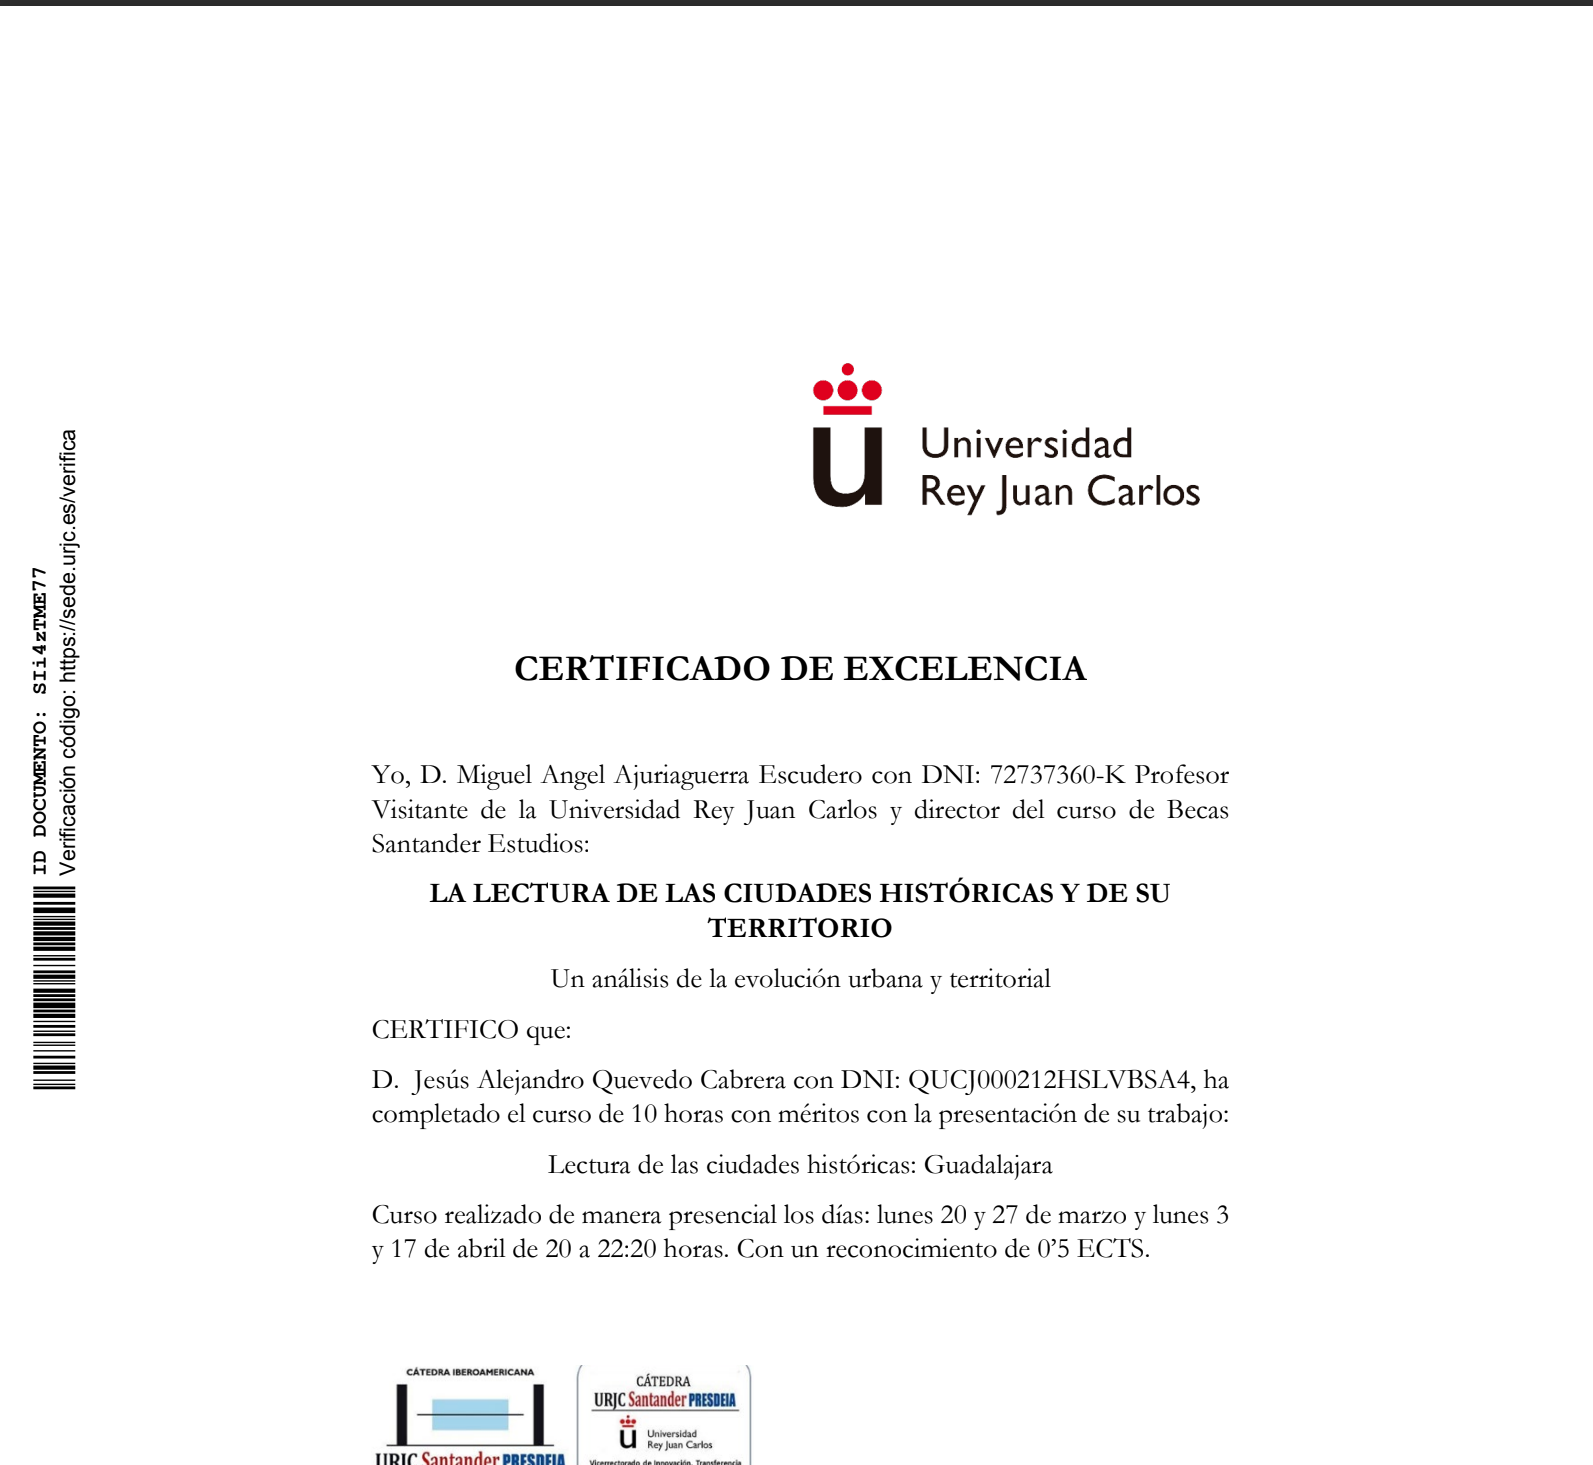 ID DOCUMENTO: SIi4zTME77
Verificación código: https://sede.urjc.es/verifica
Universidad
Rey Juan Carlos
CERTIFICADO DE EXCELENCIA
Yo, D. Miguel Angel Ajuriaguerra Escudero con DNI: 72737360-K Profesor
Visitante de la Universidad Rey Juan Carlos y director del curso de Becas
Santander Estudios:
LA LECTURA DE LAS CIUDADES HISTÓRICAS Y DE SU
TERRITORIO
Un análisis de la evolución urbana y territorial
CERTIFICO que:
D. Jesús Alejandro Quevedo Cabrera con DNI: QUCJ000212HSLVBSA4, ha
completado el curso de 10 horas con méritos con la presentación de su trabajo:
Lectura de las ciudades históricas: Guadalajara
Curso realizado de manera presencial los días: lunes 20 y 27 de marzo y lunes 3
y 17 de abril de 20 a 22:20 horas. Con un reconocimiento de 0’5 ECTS.
CÁTEDRA IBEROAMERICANA
URJC Santander PRESDEIA
CÁTEDRA
URJC Santander PRESDEIA
Universidad
Rey Juan Carlos
Vicerrectorado de Innovación, Transferencia